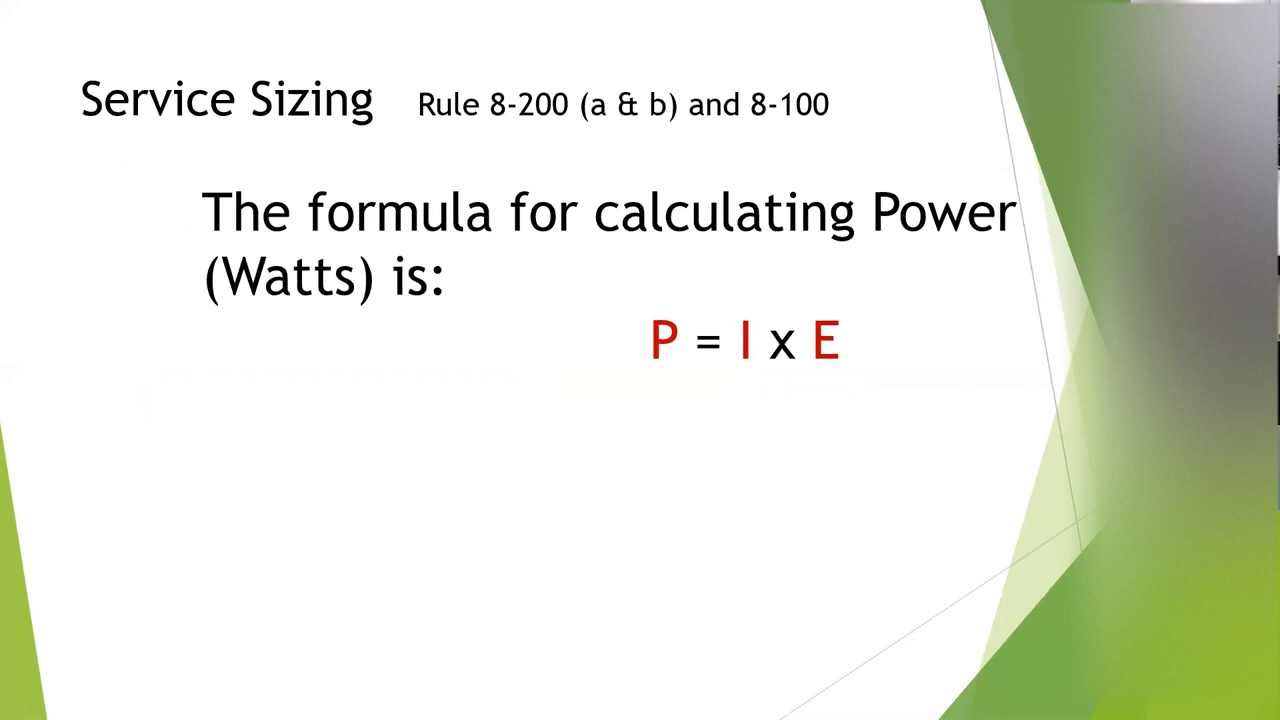 Service Sizing Rule 8-200 (a & b) and 8-100
The formula for calculating Power
(Watts) is:
P = I x E